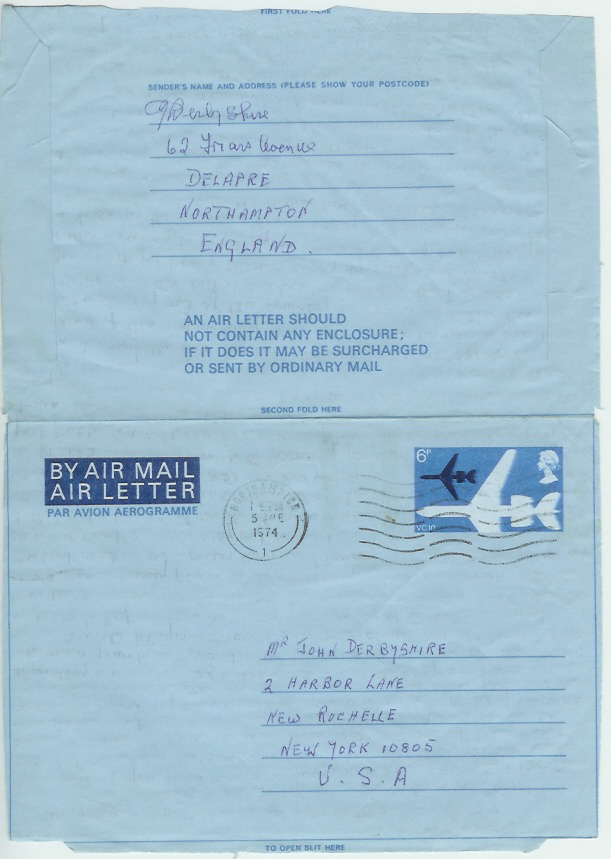 FIRST FOLD HERE
SENDER'S NAME AND ADDRESS (PLEASE SHOW YOUR POSTCODE)
Derbyshire
62 Friars Avenue
DELAPRE
NORTHAMPTON
ENGLAND.
AN AIR LETTER SHOULD
NOT CONTAIN ANY ENCLOSURE;
IF IT DOES IT MAY BE SURCHARGED
OR SENT BY ORDINARY MAIL
SECOND FOLD HERE
BY AIR MAIL
AIR LETTER
PAR AVION AEROGRAMME
NORTHAMPTON
1974
1
6P
VC10
MR JOHN DERBYSHIRE
2 HARBOR LANE
NEW ROCHELLE
NEW YORK 10805
U.S.A
TO OPEN SLIT HERE